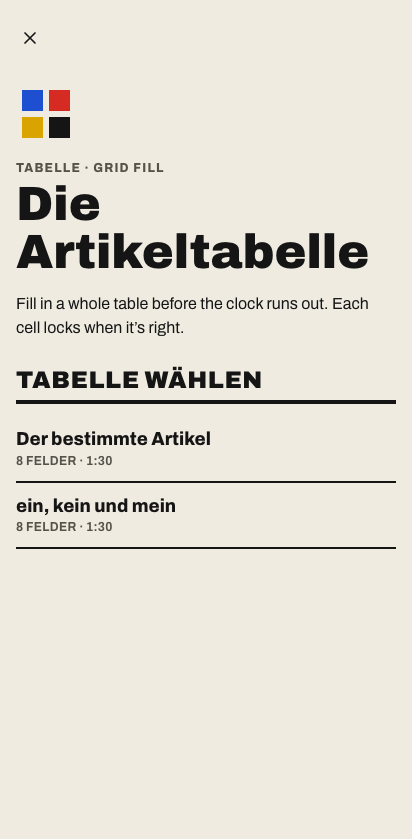 TABELLE · GRID FILL
Die
Artikeltabelle
Fill in a whole table before the clock runs out. Each
cell locks when it’s right.
TABELLE WÄHLEN
Der bestimmte Artikel
8 FELDER · 1:30
ein, kein und mein
8 FELDER · 1:30